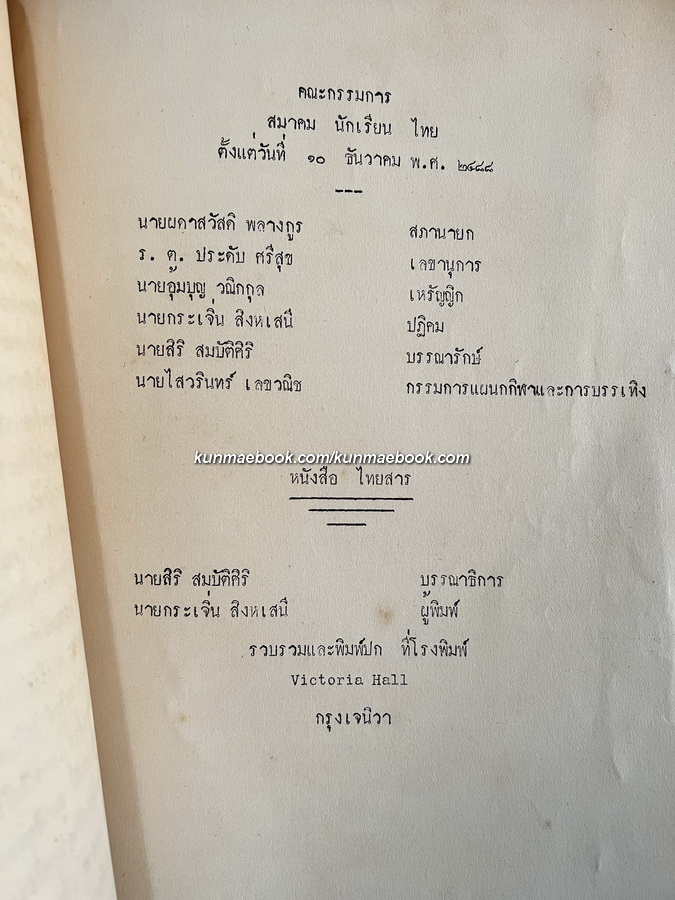 คณะกรรมการ
สมาคม นักเรียน ไทย
ตั้งแต่วันที่ ๑๐ ธันวาคม พ.ศ. ๒๔๘๘
---
นายผดาสวัสดิ พลางกูร สภานายก
ร. ต. ประดับ ศรีสุข เลขานุการ
นายอุ้มบุญ วณิกกุล เหรัญญิก
นายกระเจิ่น สิงหเสนี ปฏิคม
นายสิริ สมบัติศิริ บรรณารักษ์
นายไสวรินทร์ เลขวณิช กรรมการแผนกกีฬาและการบรรเทิง
kunmaebook.com/kunmaebook.com
หนังสือ ไทยสาร
นายสิริ สมบัติศิริ บรรณาธิการ
นายกระเจิ่น สิงหเสนี ผู้พิมพ์
รวบรวมและพิมพ์ปก ที่โรงพิมพ์
Victoria Hall
กรุงเจนิวา